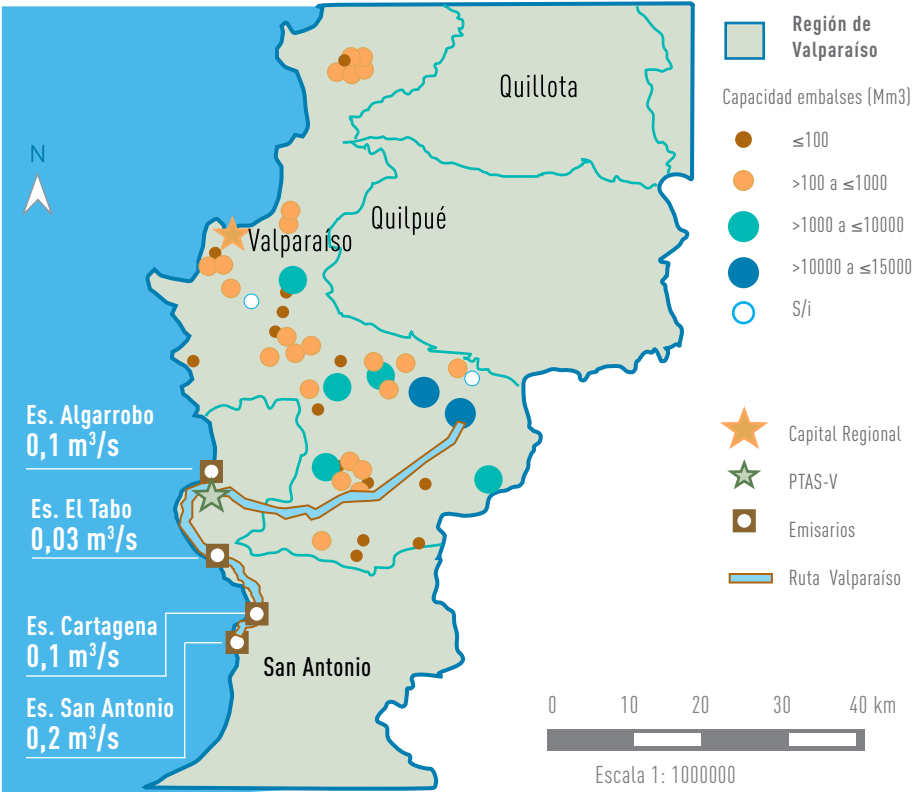 Región de
Valparaíso
Capacidad embalses (Mm3)
≤100
>100 a ≤1000
>1000 a ≤10000
>10000 a ≤15000
S/i
Capital Regional
PTAS-V
Emisarios
Ruta Valparaíso
N
Quillota
Quilpué
Valparaíso
Es. Algarrobo
0,1 m³/s
Es. El Tabo
0,03 m³/s
Es. Cartagena
0,1 m³/s
Es. San Antonio
0,2 m³/s
San Antonio
0 10 20 30 40 km
Escala 1: 1000000